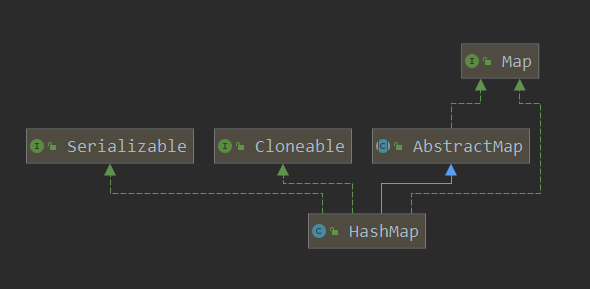 Map
Serializable
Cloneable
AbstractMap
HashMap